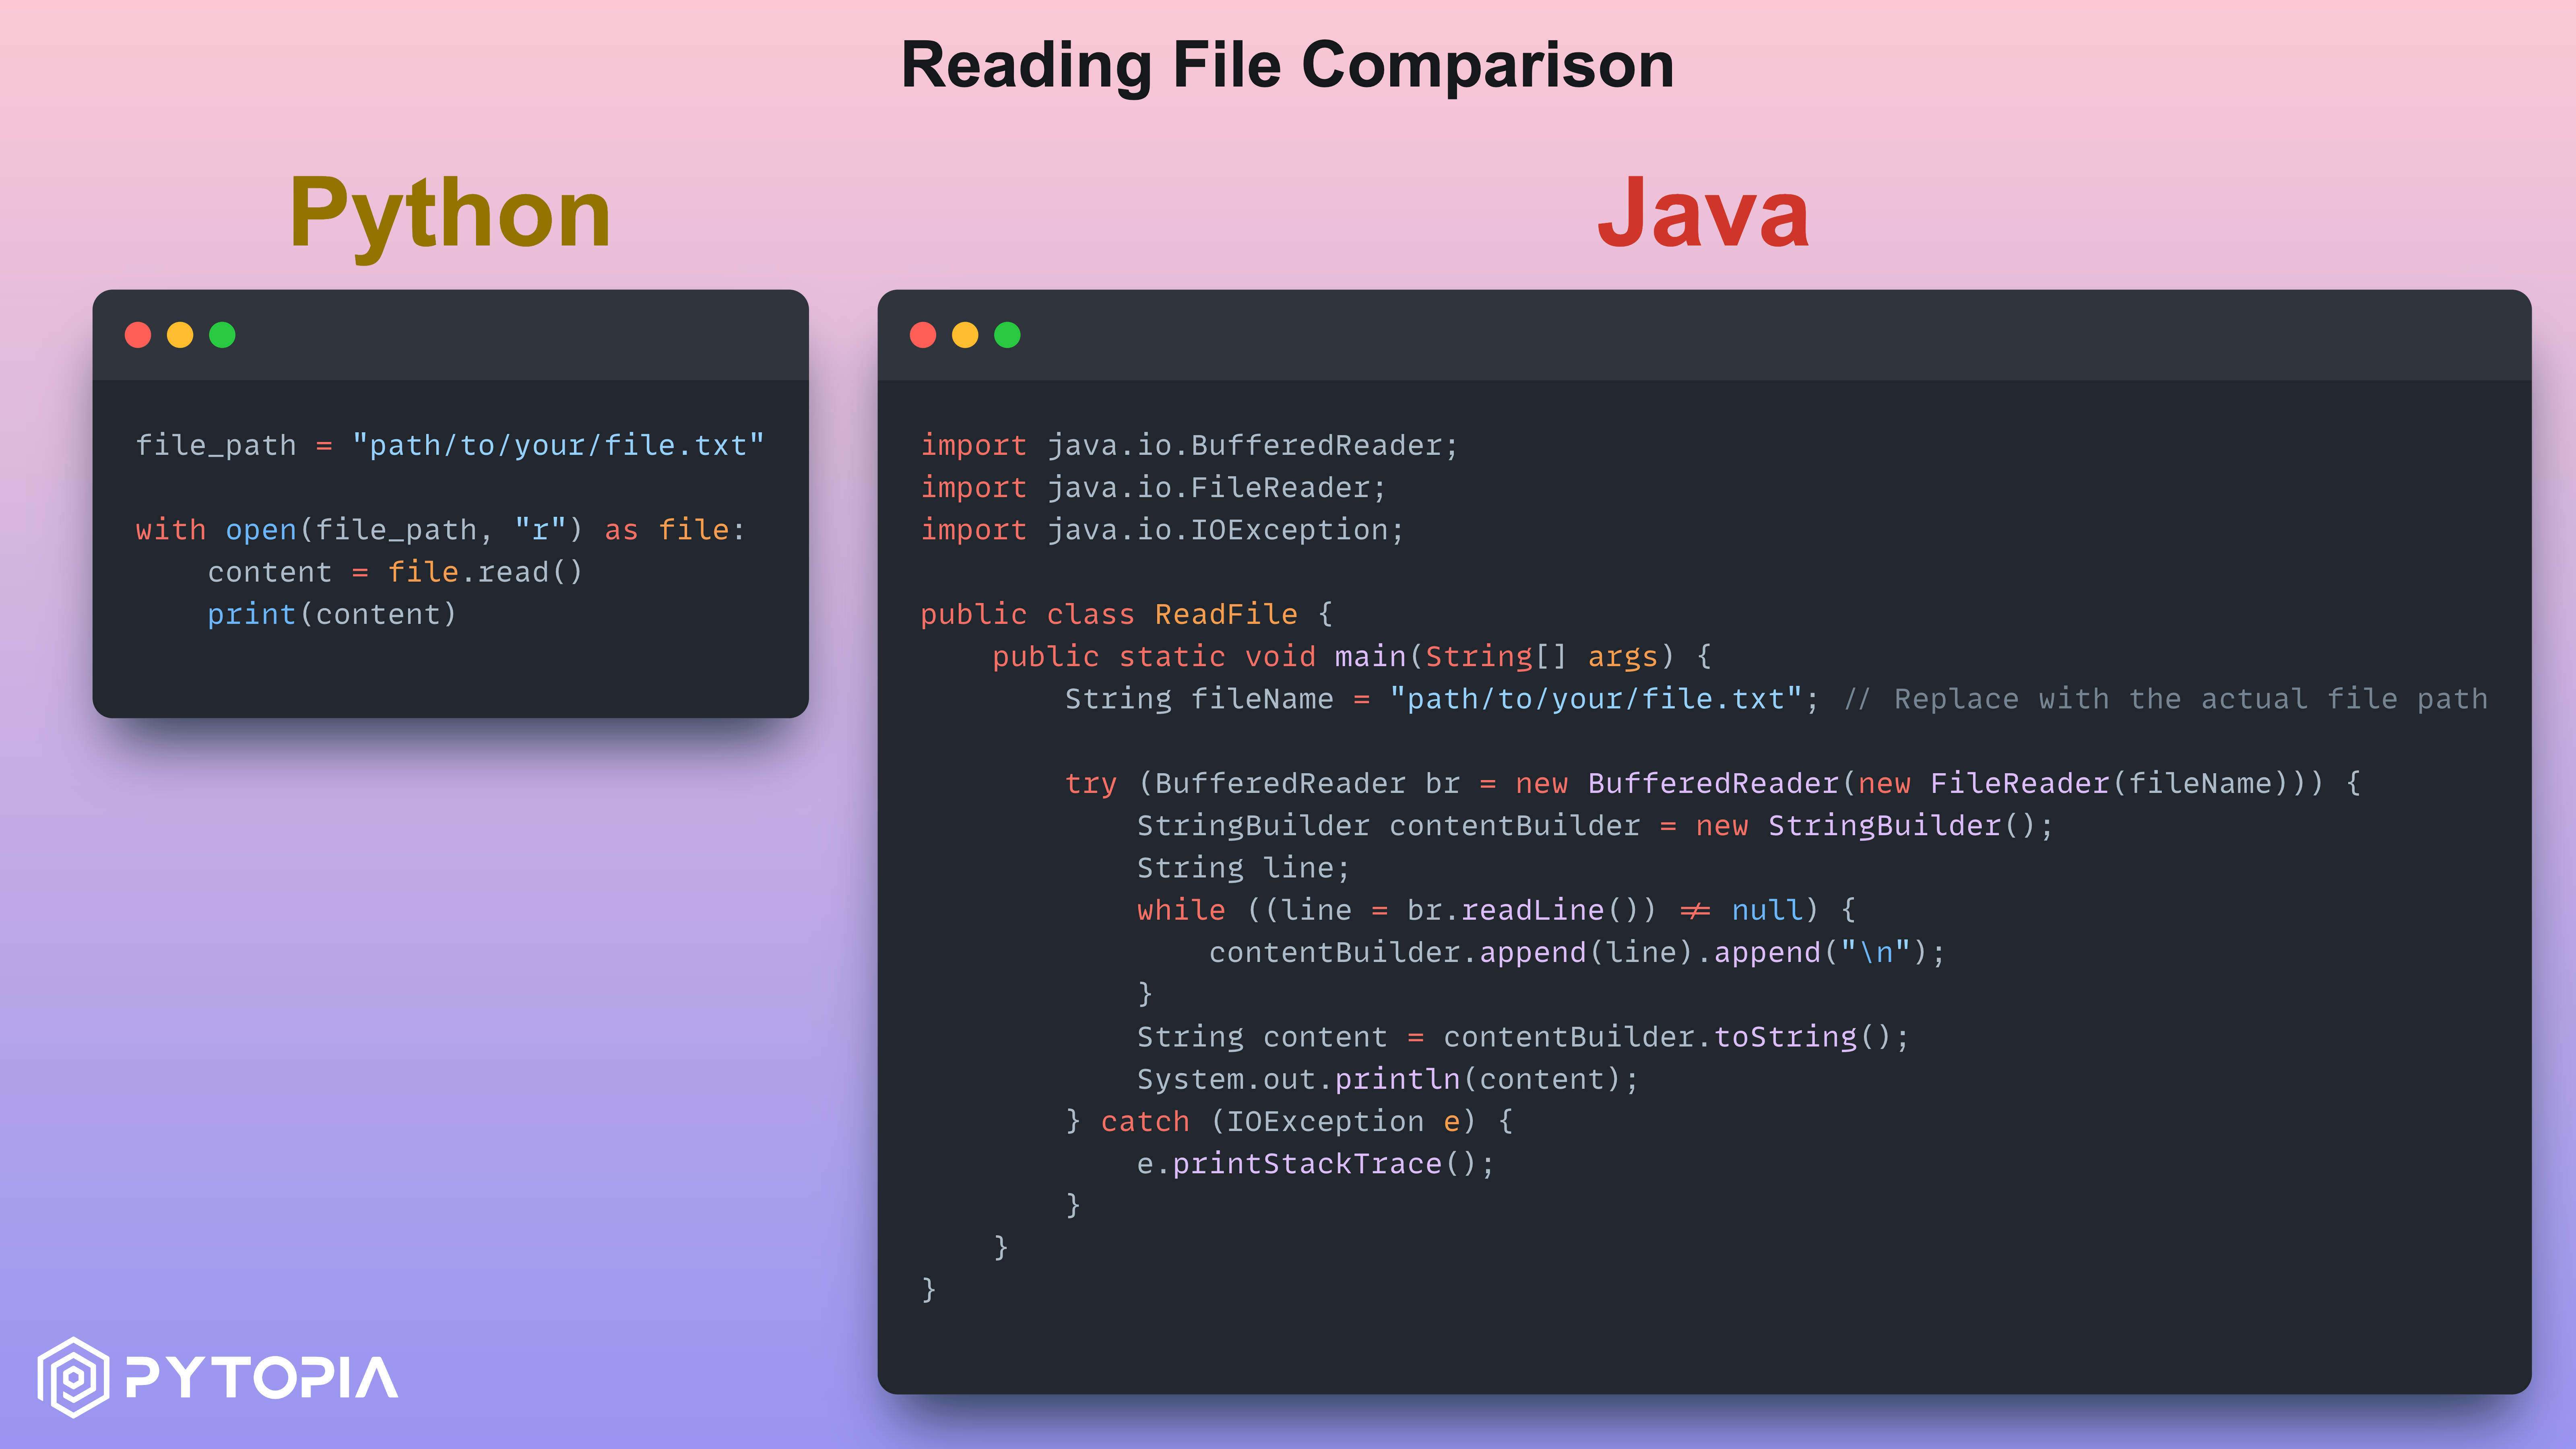 Reading File Comparison
Python
file_path = "path/to/your/file.txt"
with open(file_path, "r") as file:
    content = file.read()
    print(content)
Java
import java.io.BufferedReader;
import java.io.FileReader;
import java.io.IOException;
public class ReadFile {
    public static void main(String[] args) {
        String fileName = "path/to/your/file.txt"; // Replace with the actual file path
        try (BufferedReader br = new BufferedReader(new FileReader(fileName))) {
            StringBuilder contentBuilder = new StringBuilder();
            String line;
            while ((line = br.readLine()) != null) {
                contentBuilder.append(line).append("\n");
            }
            String content = contentBuilder.toString();
            System.out.println(content);
        } catch (IOException e) {
            e.printStackTrace();
        }
    }
}
PYTOPIA